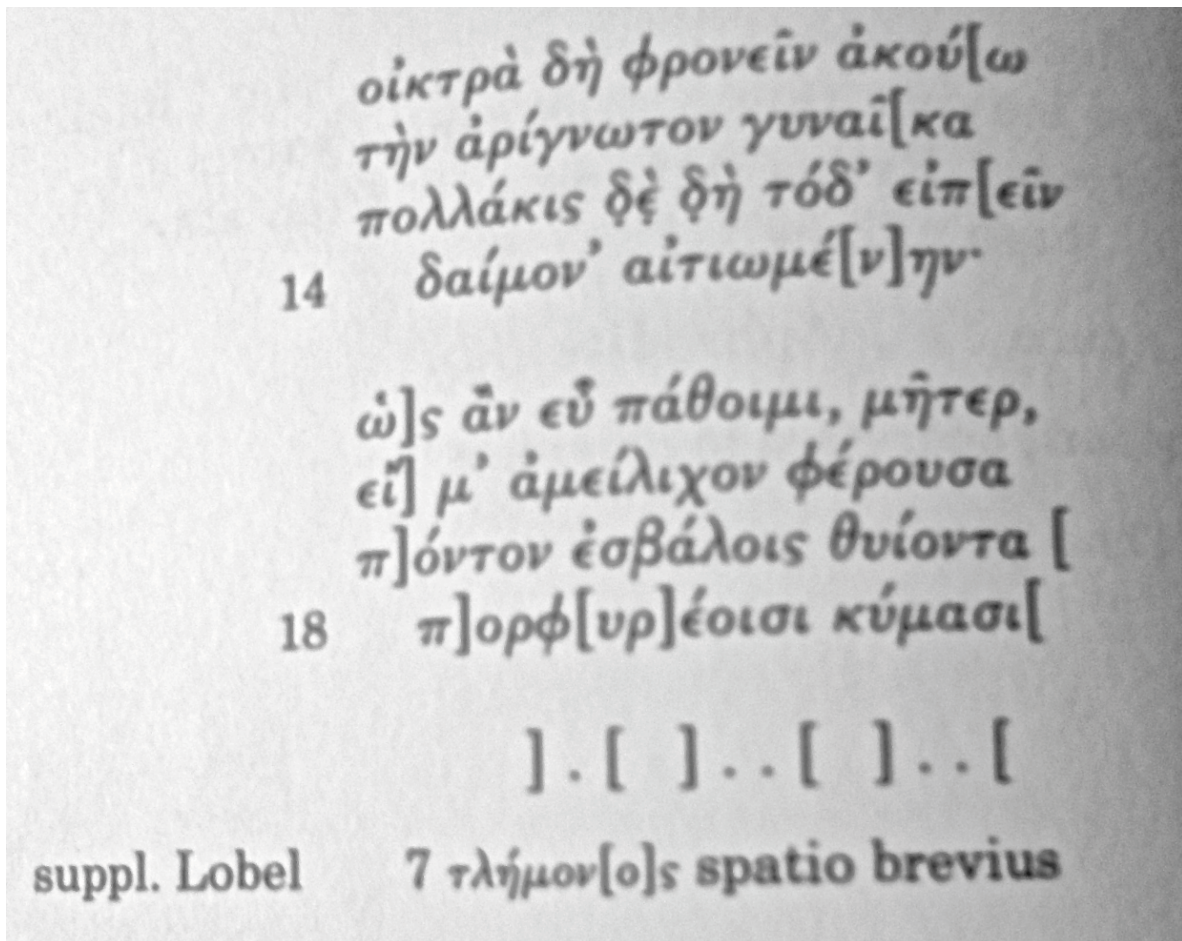 οἰκτρὰ δὴ φρονεῖν ἀκού[ω
τὴν ἀρίγνωτον γυναῖ[κα
πολλάκις δ̣ὲ̣ δ̣ὴ τόδ’ εἰπ[εῖν
14 δαίμον’ αἰτιωμέ[ν]ην·
ὡ]ς ἂν εὖ πάθοιμι, μῆτερ,
εἴ] μ’ ἀμείλιχον φέρουσα
π]όντον ἐσβάλοις θυίοντα [
18 π]ορφ[υρ]έοισι κύμασι[
] . [ ] . . [ ] . . [
suppl. Lobel 7 τλήμον[ο]ς spatio brevius